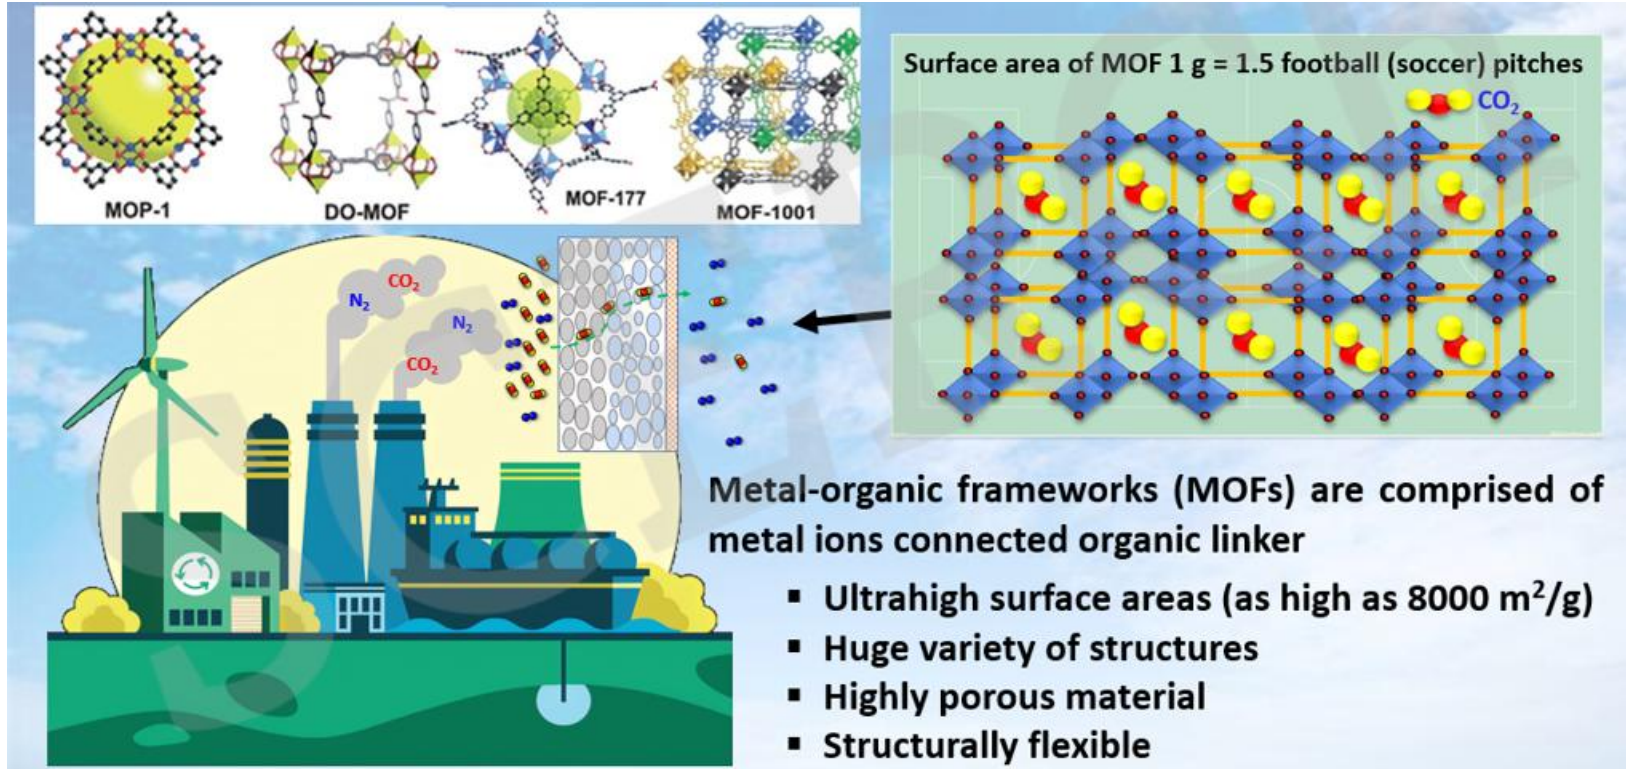 MOP-1
DO-MOF
MOF-177
MOF-1001
Surface area of MOF 1 g = 1.5 football (soccer) pitches
CO₂
N₂
CO₂
N₂
CO₂
Metal-organic frameworks (MOFs) are comprised of
metal ions connected organic linker
▪ Ultrahigh surface areas (as high as 8000 m²/g)
▪ Huge variety of structures
▪ Highly porous material
▪ Structurally flexible